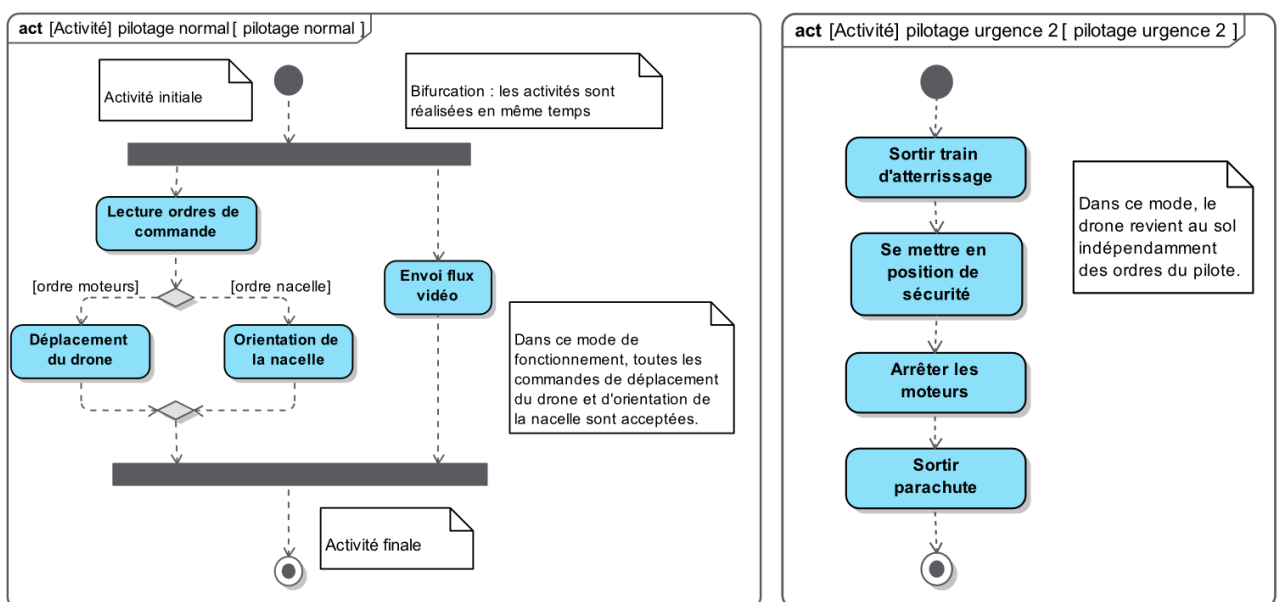 act [Activité] pilotage normal [ pilotage normal ]
Activité initiale
Bifurcation : les activités sont
réalisées en même temps
Lecture ordres de
commande
[ordre moteurs]
[ordre nacelle]
Déplacement
du drone
Orientation de
la nacelle
Envoi flux
vidéo
Dans ce mode de
fonctionnement, toutes les
commandes de déplacement
du drone et d'orientation de
la nacelle sont acceptées.
Activité finale
act [Activité] pilotage urgence 2 [ pilotage urgence 2 ]
Sortir train
d'atterrissage
Se mettre en
position de
sécurité
Arrêter les
moteurs
Sortir
parachute
Dans ce mode, le
drone revient au sol
indépendamment
des ordres du pilote.